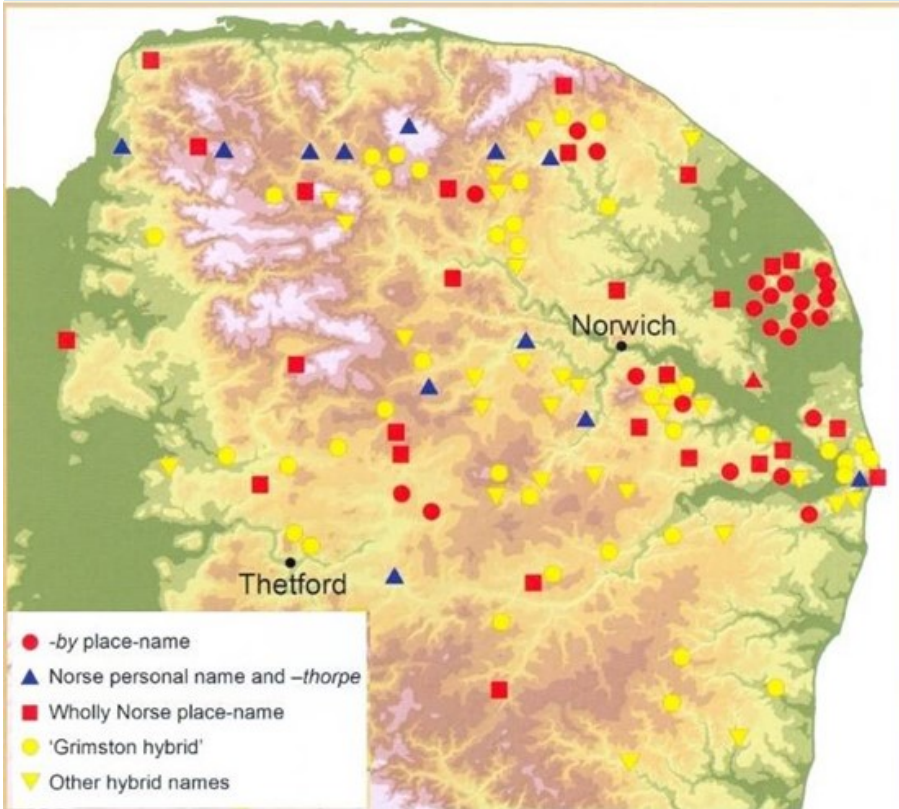 Norwich
Thetford
-by place-name
Norse personal name and –thorpe
Wholly Norse place-name
'Grimston hybrid'
Other hybrid names